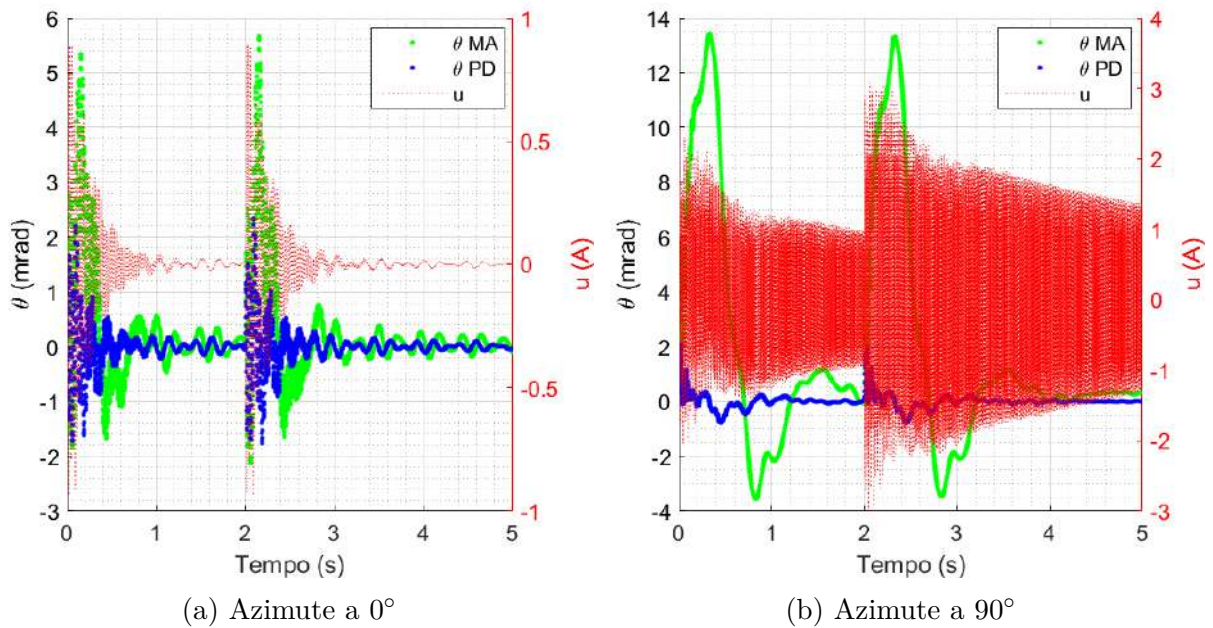 θ MA
θ PD
u
6
5
4
3
2
1
0
-1
-2
-3
θ (mrad)
1
0.5
0
-0.5
-1
u (A)
0 1 2 3 4 5
Tempo (s)
(a) Azimute a 0°
θ MA
θ PD
u
14
12
10
8
6
4
2
0
-2
-4
θ (mrad)
4
3
2
1
0
-1
-2
-3
u (A)
0 1 2 3 4 5
Tempo (s)
(b) Azimute a 90°